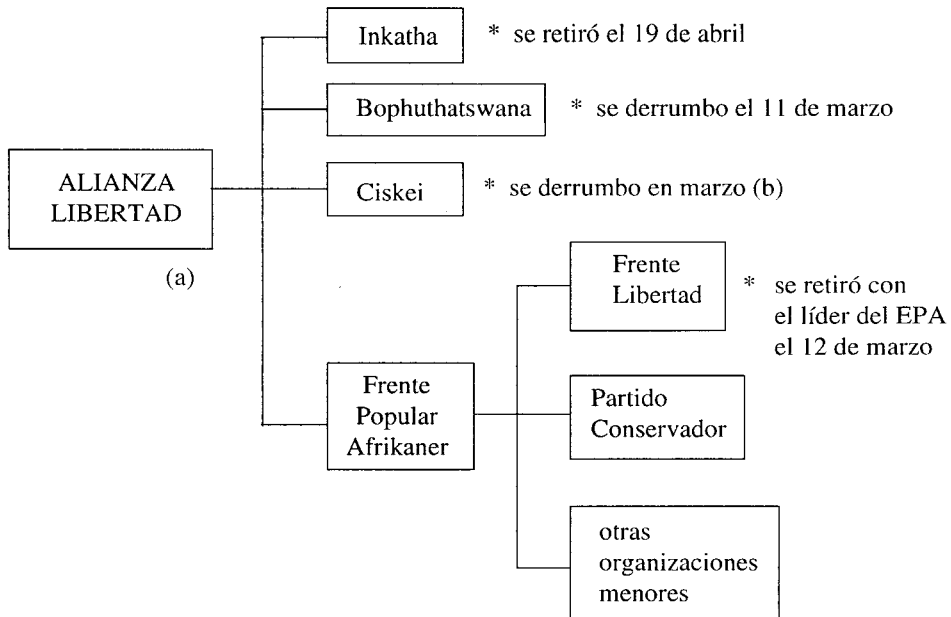 Inkatha * se retiró el 19 de abril
Bophuthatswana * se derrumbo el 11 de marzo
ALIANZA
LIBERTAD
Ciskei * se derrumbo en marzo (b)
(a)
Frente
Libertad
* se retiró con
el líder del EPA
el 12 de marzo
Frente
Popular
Afrikaner
Partido
Conservador
otras
organizaciones
menores